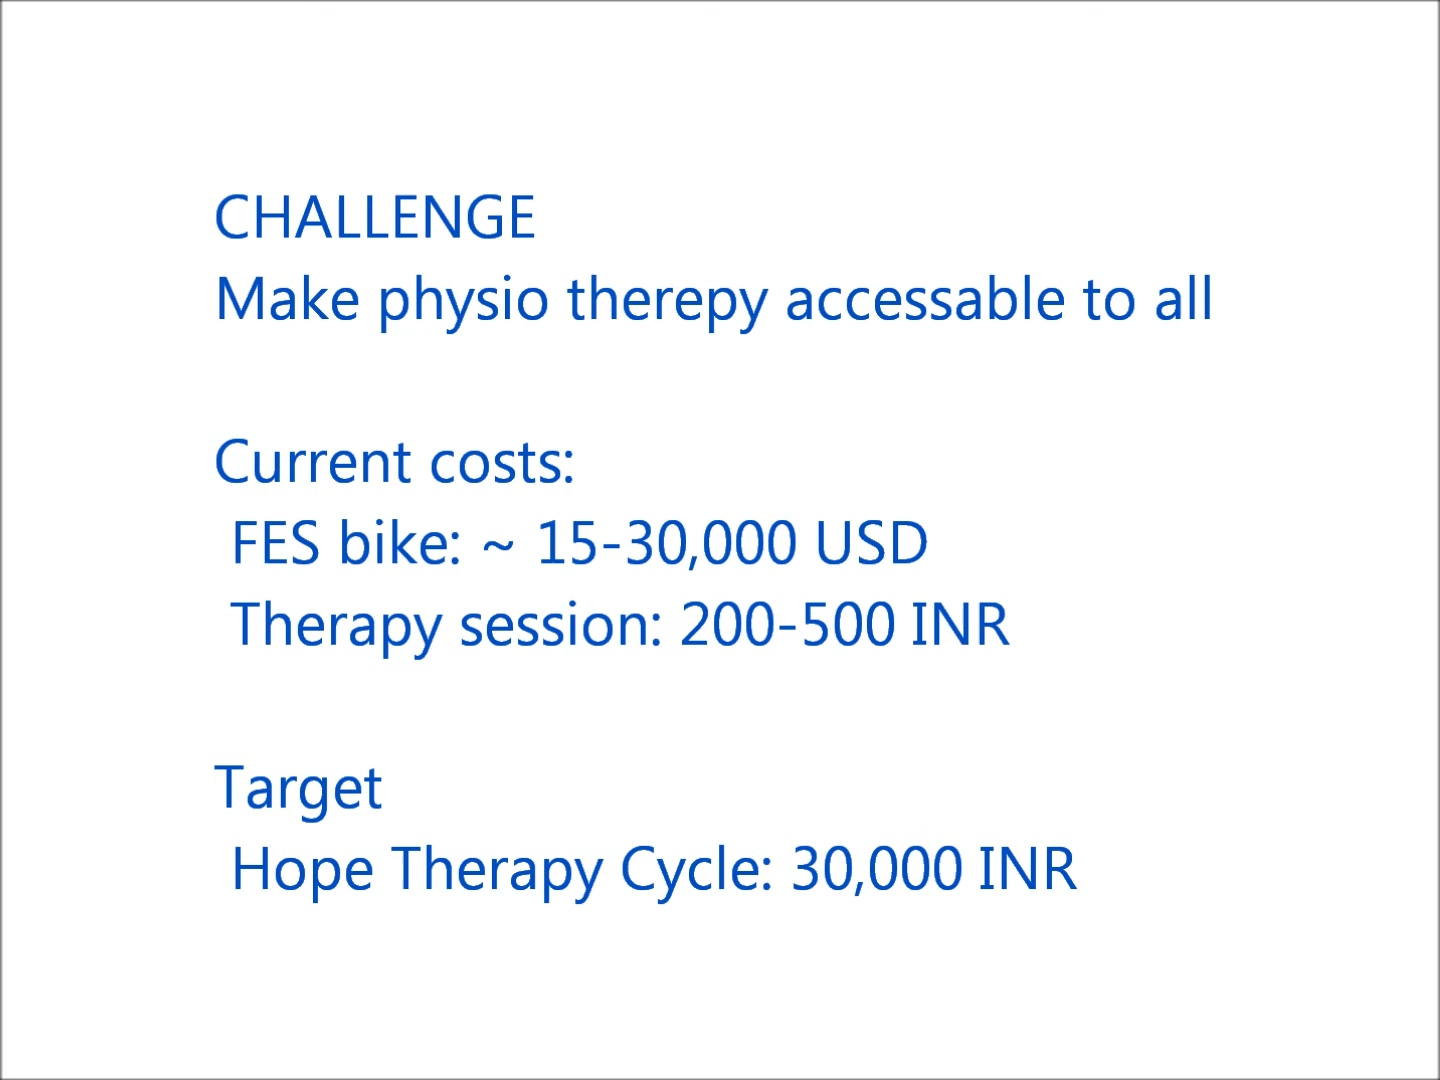 CHALLENGE
Make physio therepy accessable to all
Current costs:
FES bike: ~ 15-30,000 USD
Therapy session: 200-500 INR
Target
Hope Therapy Cycle: 30,000 INR